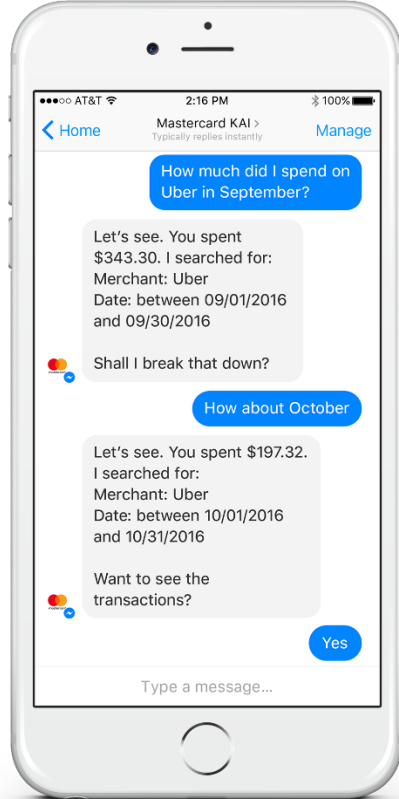 AT&T 2:16 PM 100%
Home Mastercard KAI > Manage
Typically replies instantly
How much did I spend on
Uber in September?
Let's see. You spent
$343.30. I searched for:
Merchant: Uber
Date: between 09/01/2016
and 09/30/2016
Shall I break that down?
How about October
Let's see. You spent $197.32.
I searched for:
Merchant: Uber
Date: between 10/01/2016
and 10/31/2016
Want to see the
transactions?
Yes
Type a message...